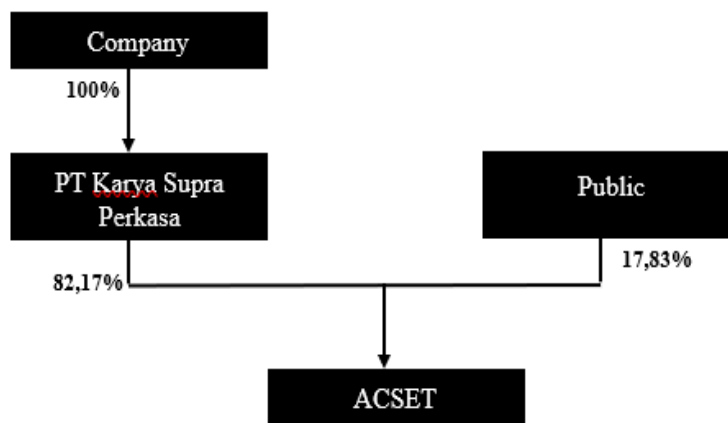 Company
100%
PT Karya Supra
Perkasa
Public
82,17%
17,83%
ACSET